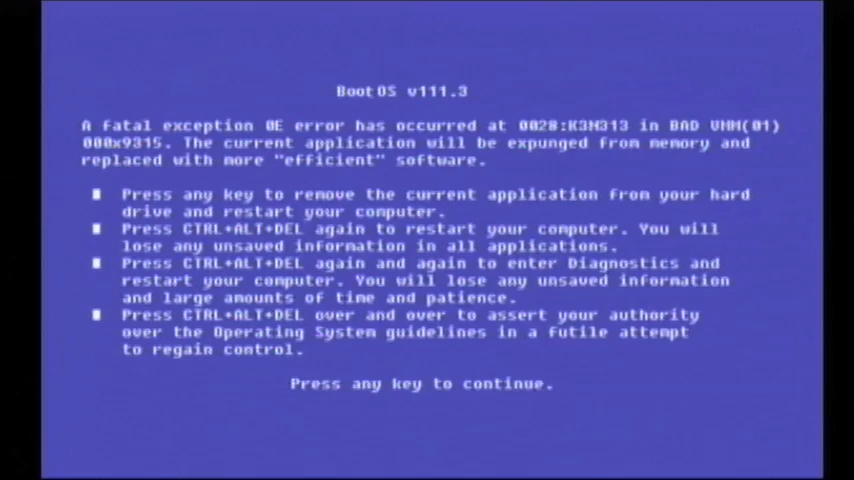 BootOS v111.3
A fatal exception 0E error has occurred at 0028:K3N313 in BAD VMM(01)
000x9315. The current application will be expunged from memory and
replaced with more "efficient" software.
Press any key to remove the current application from your hard
drive and restart your computer.
Press CTRL+ALT+DEL again to restart your computer. You will
lose any unsaved information in all applications.
Press CTRL+ALT+DEL again and again to enter Diagnostics and
restart your computer. You will lose any unsaved information
and large amounts of time and patience.
Press CTRL+ALT+DEL over and over to assert your authority
over the Operating System guidelines in a futile attempt
to regain control.
Press any key to continue.